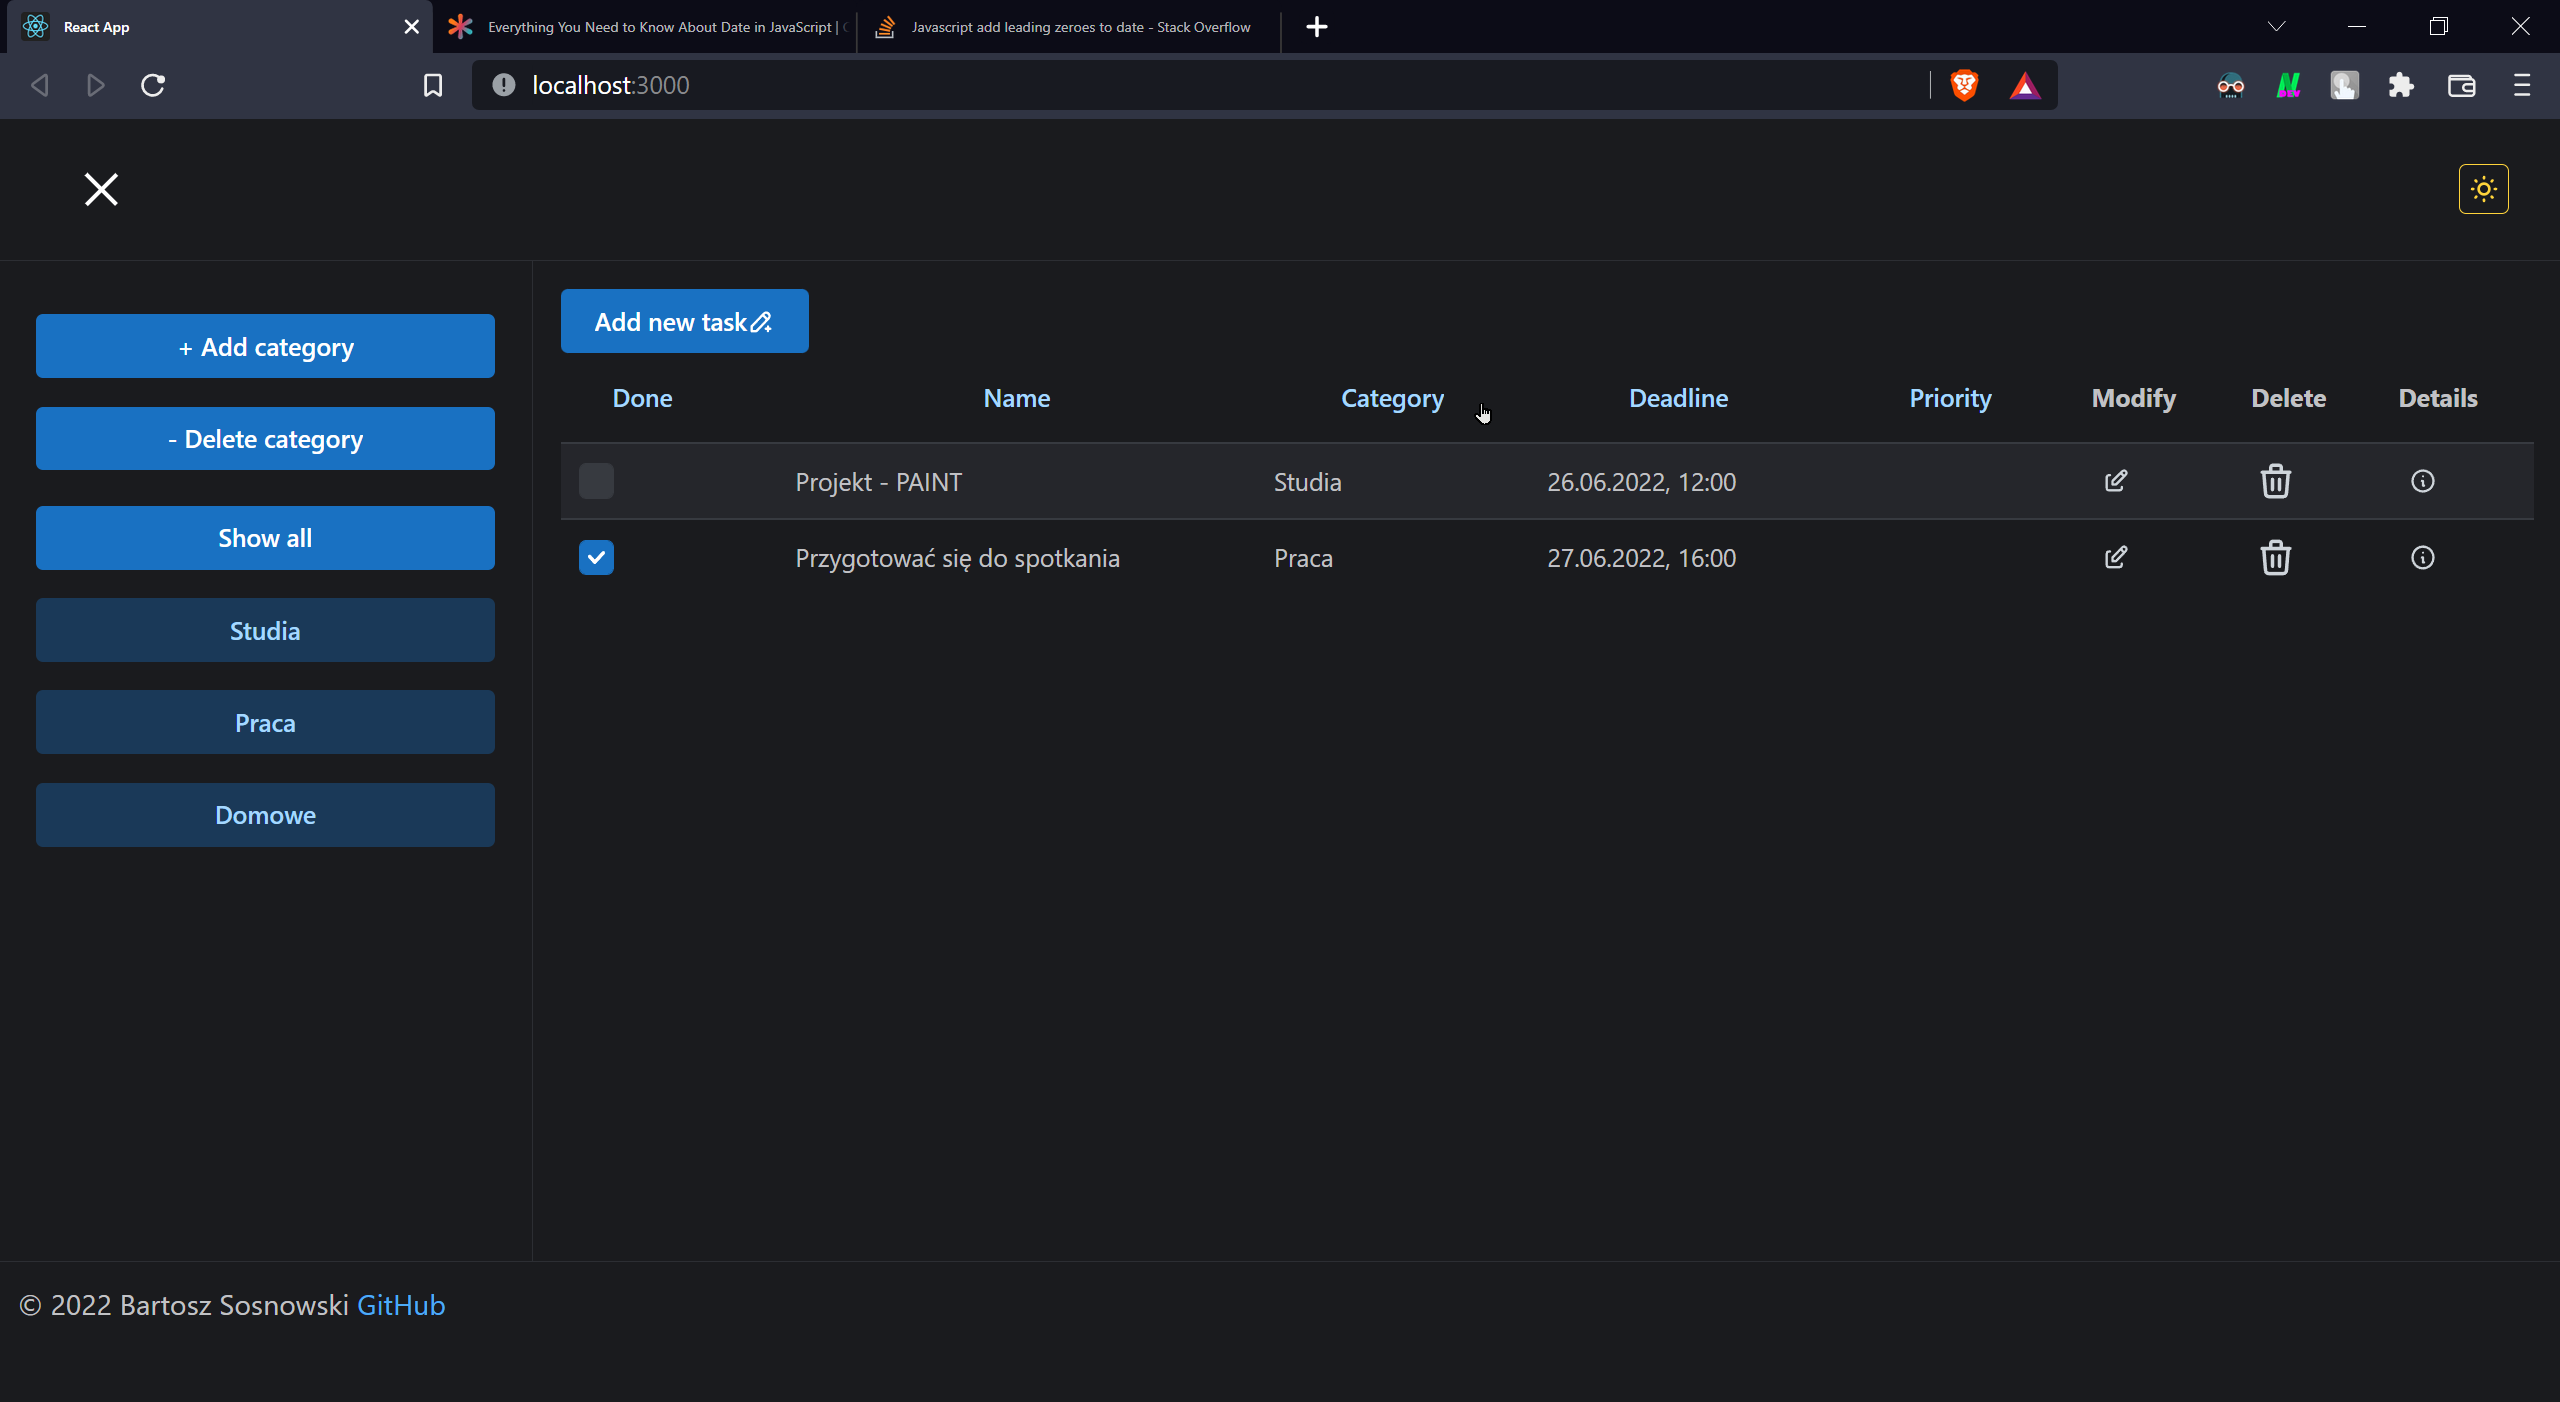 React App
Everything You Need to Know About Date in JavaScript |
Javascript add leading zeroes to date - Stack Overflow
localhost:3000
+ Add category
- Delete category
Show all
Studia
Praca
Domowe
Add new task
Done Name Category Deadline Priority Modify Delete Details
Projekt - PAINT Studia 26.06.2022, 12:00
Przygotować się do spotkania Praca 27.06.2022, 16:00
© 2022 Bartosz Sosnowski GitHub